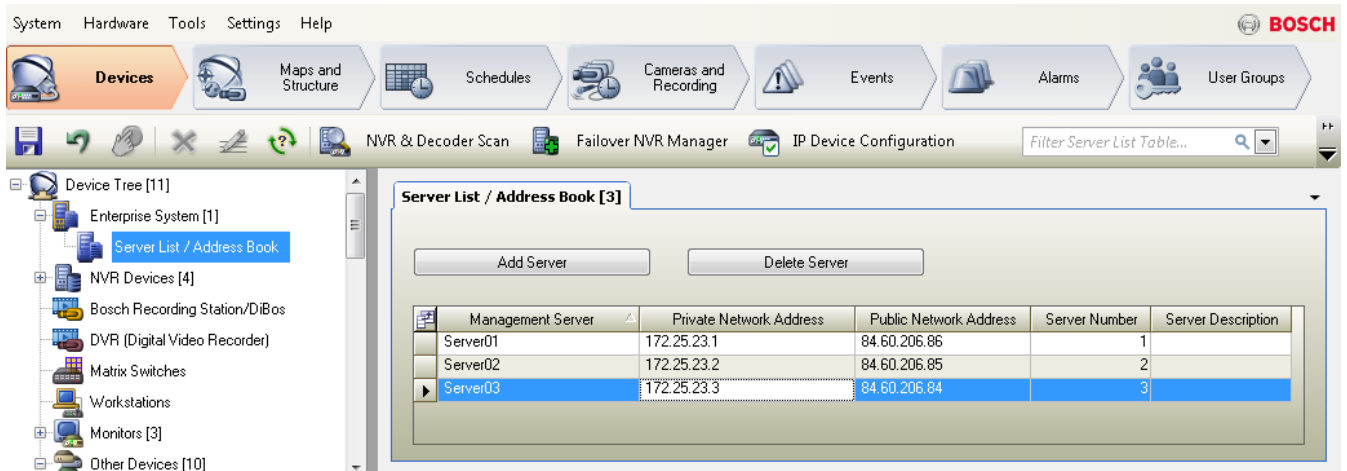 System Hardware Tools Settings Help
BOSCH
Devices
Maps and
Structure
Schedules
Cameras and
Recording
Events
Alarms
User Groups
NVR & Decoder Scan Failover NVR Manager IP Device Configuration Filter Server List Table...
Device Tree [11]
Enterprise System [1]
Server List / Address Book
NVR Devices [4]
Bosch Recording Station/DiBos
DVR (Digital Video Recorder)
Matrix Switches
Workstations
Monitors [3]
Other Devices [10]
Server List / Address Book [3]
Add Server Delete Server
Management Server Private Network Address Public Network Address Server Number Server Description
Server01 172.25.23.1 84.60.206.86 1
Server02 172.25.23.2 84.60.206.85 2
Server03 172.25.23.3 84.60.206.84 3